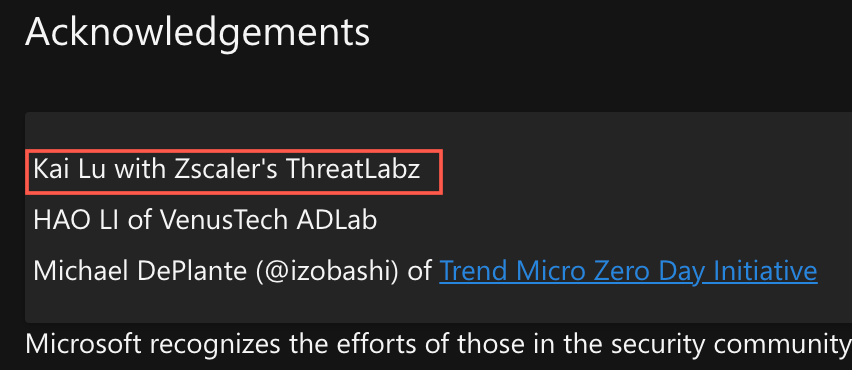 Acknowledgements
Kai Lu with Zscaler's ThreatLabz
HAO LI of VenusTech ADLab
Michael DePlante (@izobashi) of Trend Micro Zero Day Initiative
Microsoft recognizes the efforts of those in the security community